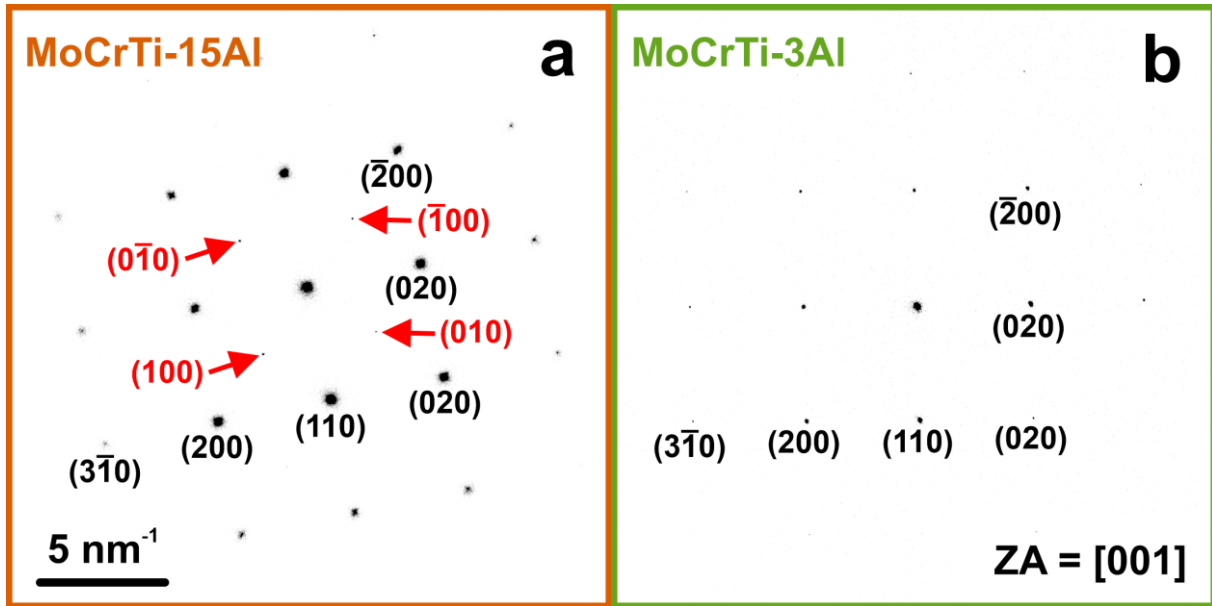 MoCrTi-15Al
a
(2̅00)
(1̅00)
(01̅0)
(020)
(010)
(100)
(020)
(110)
(200)
(31̅0)
5 nm⁻¹
MoCrTi-3Al
b
(2̅00)
(020)
(31̅0)
(200)
(110)
(020)
ZA = [001]